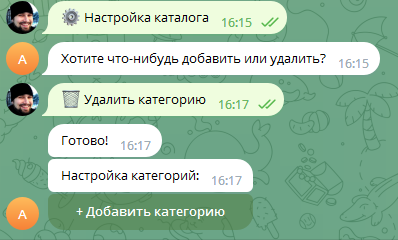 ⚙️ Настройка каталога 16:15
А
Хотите что-нибудь добавить или удалить? 16:15
🗑 Удалить категорию 16:17
Готово! 16:17
Настройка категорий: 16:17
А
+ Добавить категорию